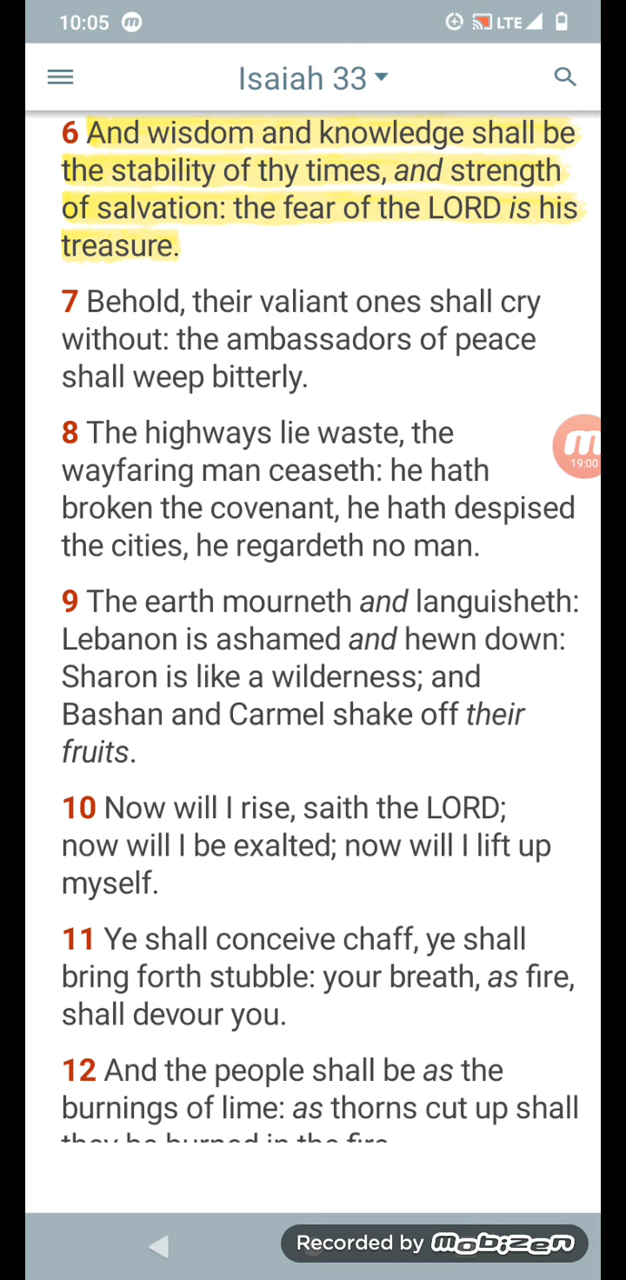 10:05 m LTE
Isaiah 33
6 And wisdom and knowledge shall be
the stability of thy times, and strength
of salvation: the fear of the LORD is his
treasure.
7 Behold, their valiant ones shall cry
without: the ambassadors of peace
shall weep bitterly.
8 The highways lie waste, the
wayfaring man ceaseth: he hath
broken the covenant, he hath despised
the cities, he regardeth no man.
m
19:00
9 The earth mourneth and languisheth:
Lebanon is ashamed and hewn down:
Sharon is like a wilderness; and
Bashan and Carmel shake off their
fruits.
10 Now will I rise, saith the LORD;
now will I be exalted; now will I lift up
myself.
11 Ye shall conceive chaff, ye shall
bring forth stubble: your breath, as fire,
shall devour you.
12 And the people shall be as the
burnings of lime: as thorns cut up shall
they be burned in the fire
Recorded by mobizen